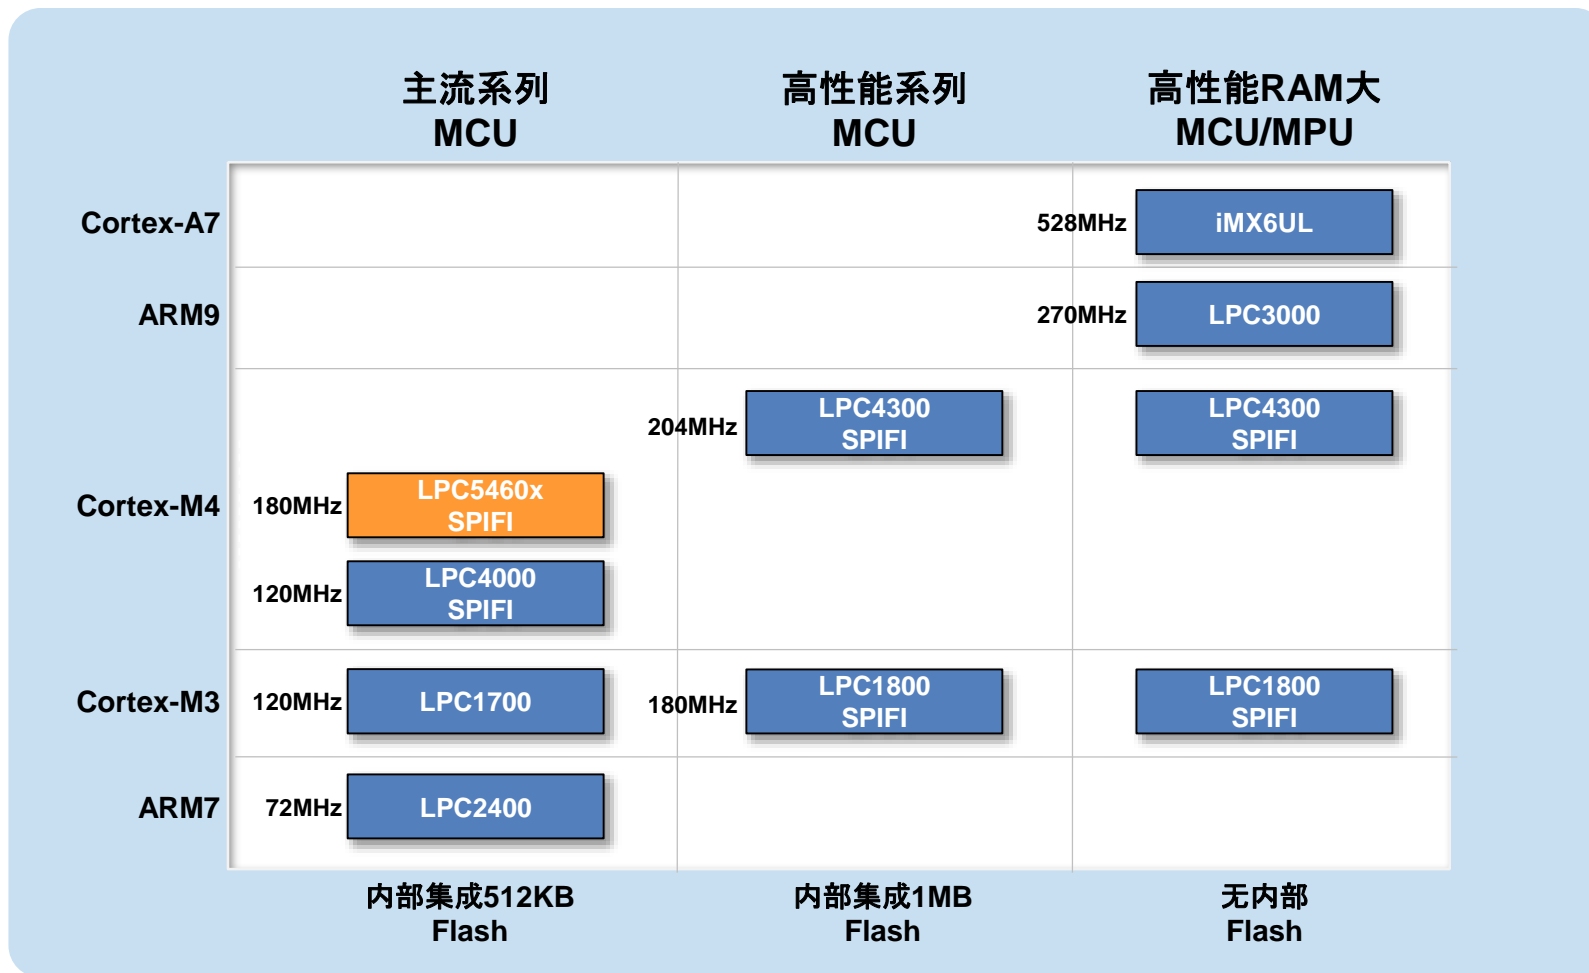 主流系列
MCU
高性能系列
MCU
高性能RAM大
MCU/MPU
Cortex-A7
528MHz
iMX6UL
ARM9
270MHz
LPC3000
204MHz
LPC4300
SPIFI
LPC4300
SPIFI
Cortex-M4
180MHz
LPC5460x
SPIFI
120MHz
LPC4000
SPIFI
Cortex-M3
120MHz
LPC1700
180MHz
LPC1800
SPIFI
LPC1800
SPIFI
ARM7
72MHz
LPC2400
内部集成512KB
Flash
内部集成1MB
Flash
无内部
Flash